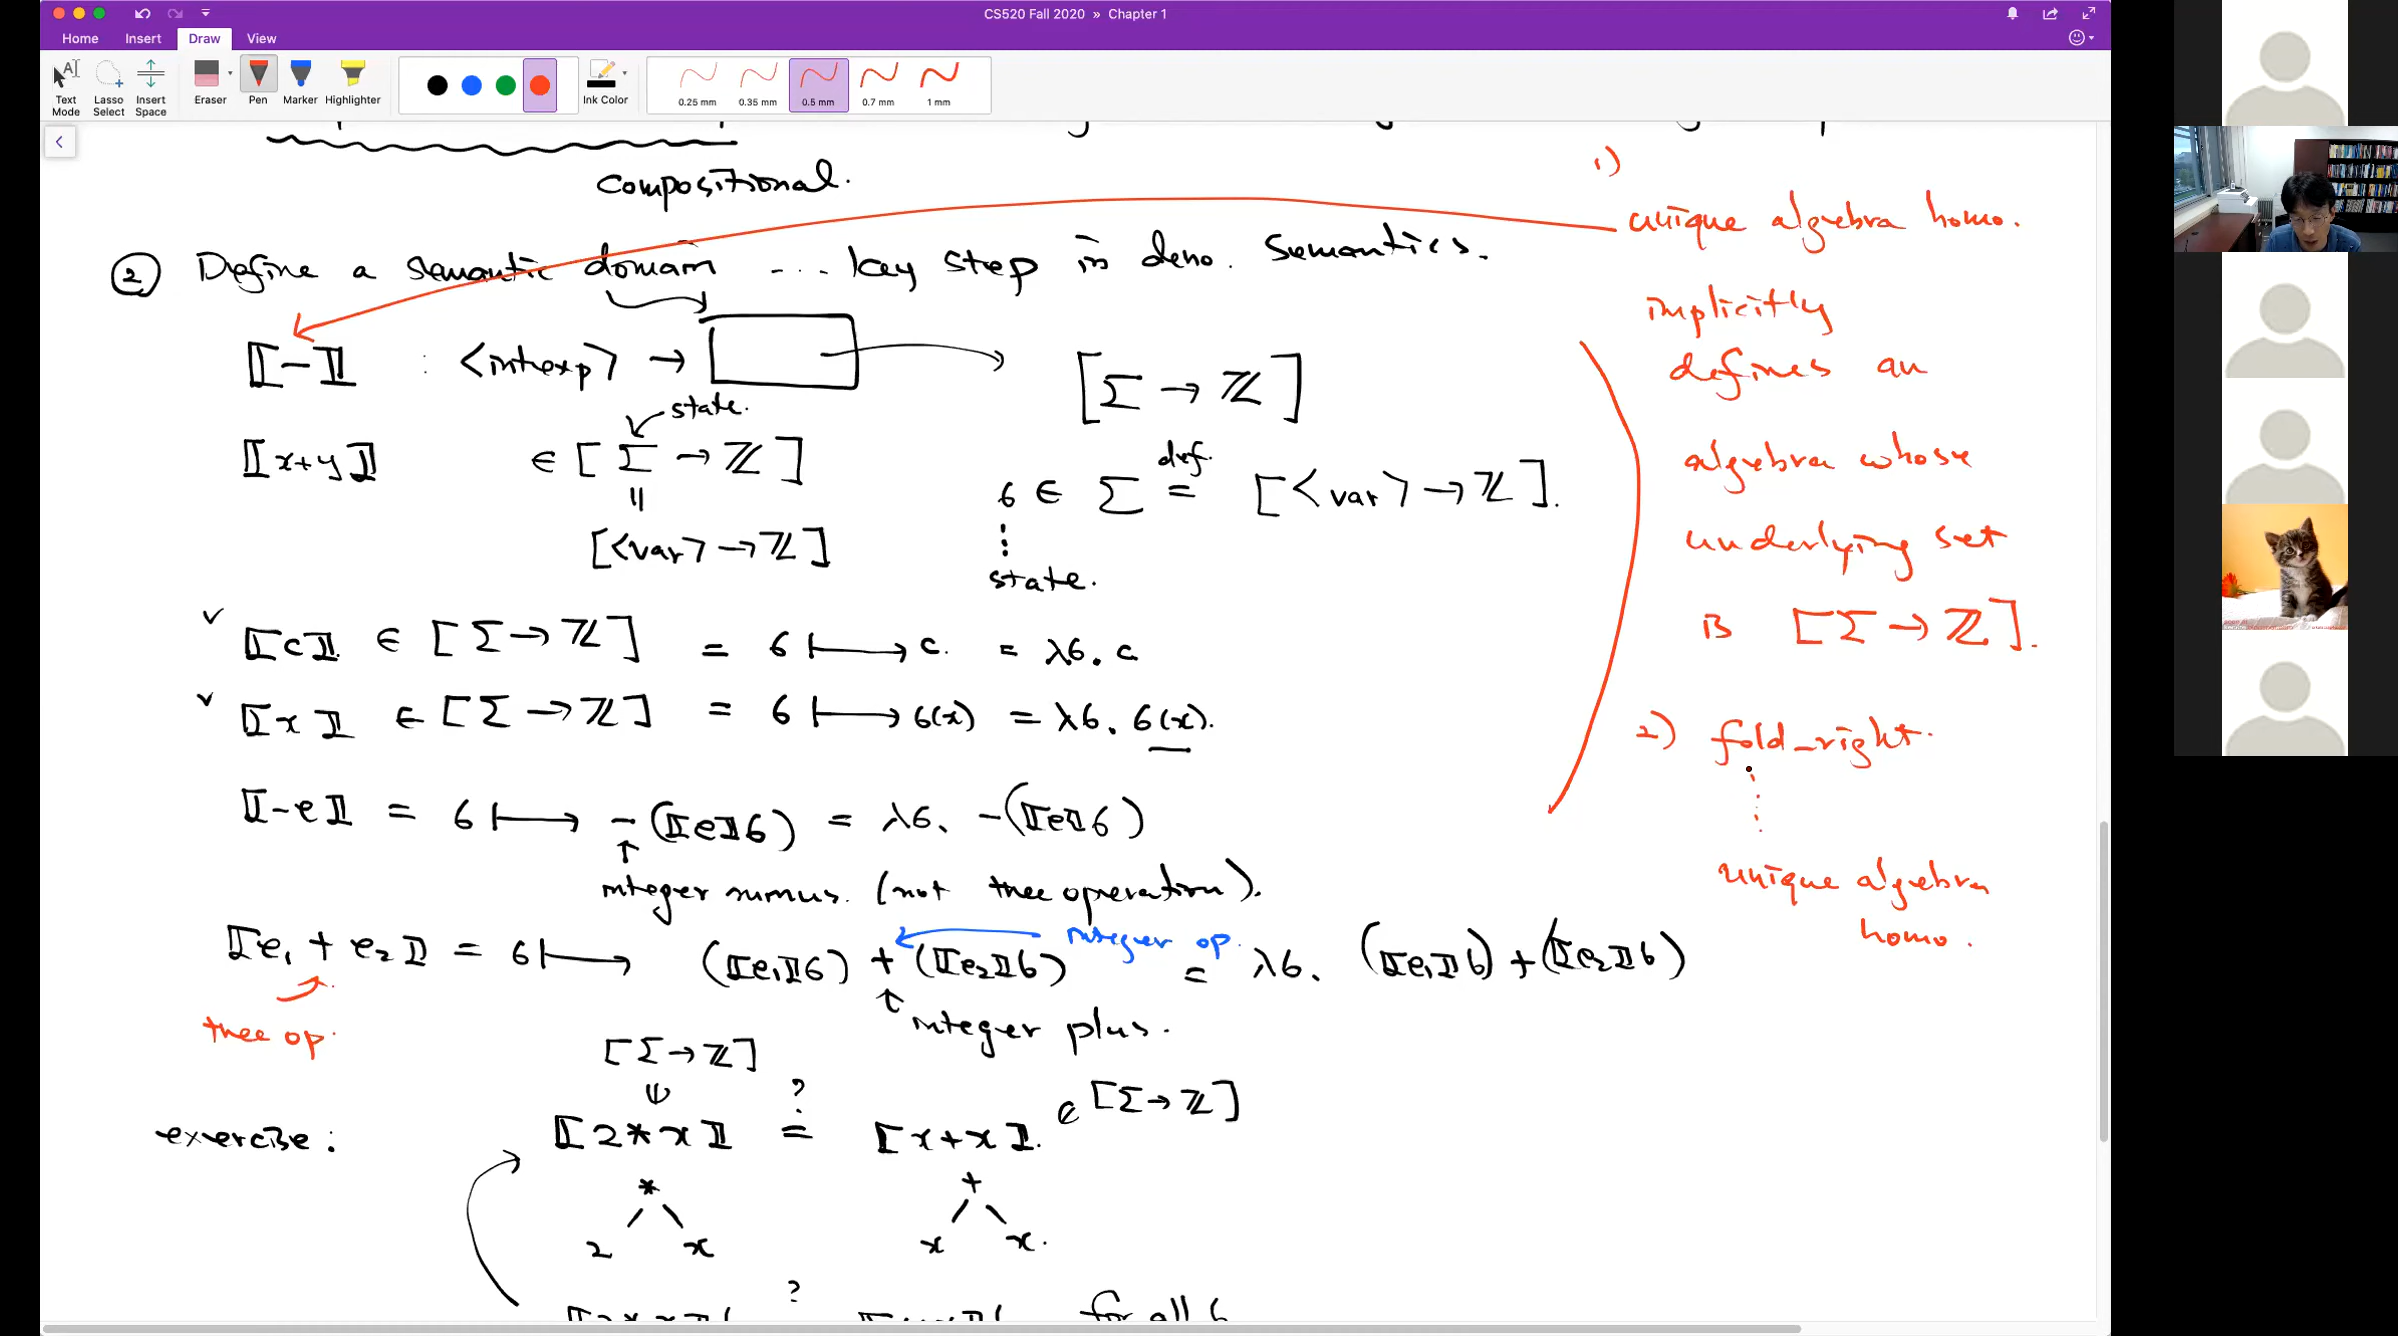 CS520 Fall 2020 » Chapter 1
Home Insert Draw View
Text Mode
Lasso Select
Insert Space
Eraser
Pen
Marker
Highlighter
Ink Color
0.25 mm
0.35 mm
0.5 mm
0.7 mm
1 mm
compositional.
② Define a semantic domain ... key step in deno. semantics.
⟦-⟧ : <intexp> → [Σ → ℤ]
state.
⟦x+y⟧ ∈ [Σ → ℤ]
||
[<var> → ℤ]
σ ∈ Σ def. = [<var> → ℤ].
state.
✓ ⟦c⟧ ∈ [Σ → ℤ] = σ ⟼ c. = λσ. c
✓ ⟦x⟧ ∈ [Σ → ℤ] = σ ⟼ σ(x) = λσ. σ(x).
⟦-e⟧ = σ ⟼ -(⟦e⟧σ) = λσ. -(⟦e⟧σ)
↑
integer minus. (not tree operation).
⟦e₁ + e₂⟧ = σ ⟼ (⟦e₁⟧σ) + (⟦e₂⟧σ) = λσ. (⟦e₁⟧σ) + (⟦e₂⟧σ)
integer op.
tree op.
↑ integer plus.
[Σ → ℤ]
exercise: ⟦2*x⟧ ?= ⟦x+x⟧. ∈ [Σ → ℤ]
* +
2 x x x.
?
for all σ
1)
unique algebra homo.
implicitly
defines an
algebra whose
underlying set
is [Σ → ℤ].
2) fold_right.
unique algebra
homo.